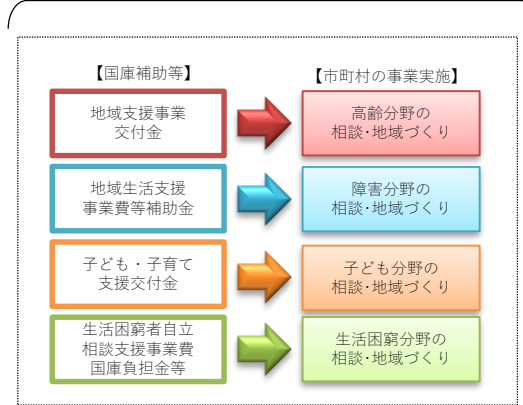 【国庫補助等】
【市町村の事業実施】
地域支援事業
交付金
高齢分野の
相談･地域づくり
地域生活支援
事業費等補助金
障害分野の
相談･地域づくり
子ども・子育て
支援交付金
子ども分野の
相談･地域づくり
生活困窮者自立
相談支援事業費
国庫負担金等
生活困窮分野の
相談･地域づくり